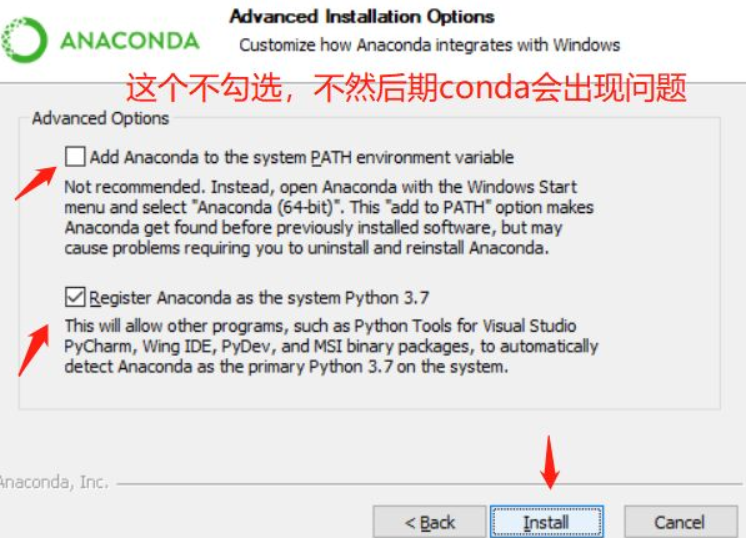 Advanced Installation Options
ANACONDA
Customize how Anaconda integrates with Windows
这个不勾选，不然后期conda会出现问题
Advanced Options
Add Anaconda to the system PATH environment variable
Not recommended. Instead, open Anaconda with the Windows Start
menu and select "Anaconda (64-bit)". This "add to PATH" option makes
Anaconda get found before previously installed software, but may
cause problems requiring you to uninstall and reinstall Anaconda.
Register Anaconda as the system Python 3.7
This will allow other programs, such as Python Tools for Visual Studio
PyCharm, Wing IDE, PyDev, and MSI binary packages, to automatically
detect Anaconda as the primary Python 3.7 on the system.
Anaconda, Inc.
< Back
Install
Cancel